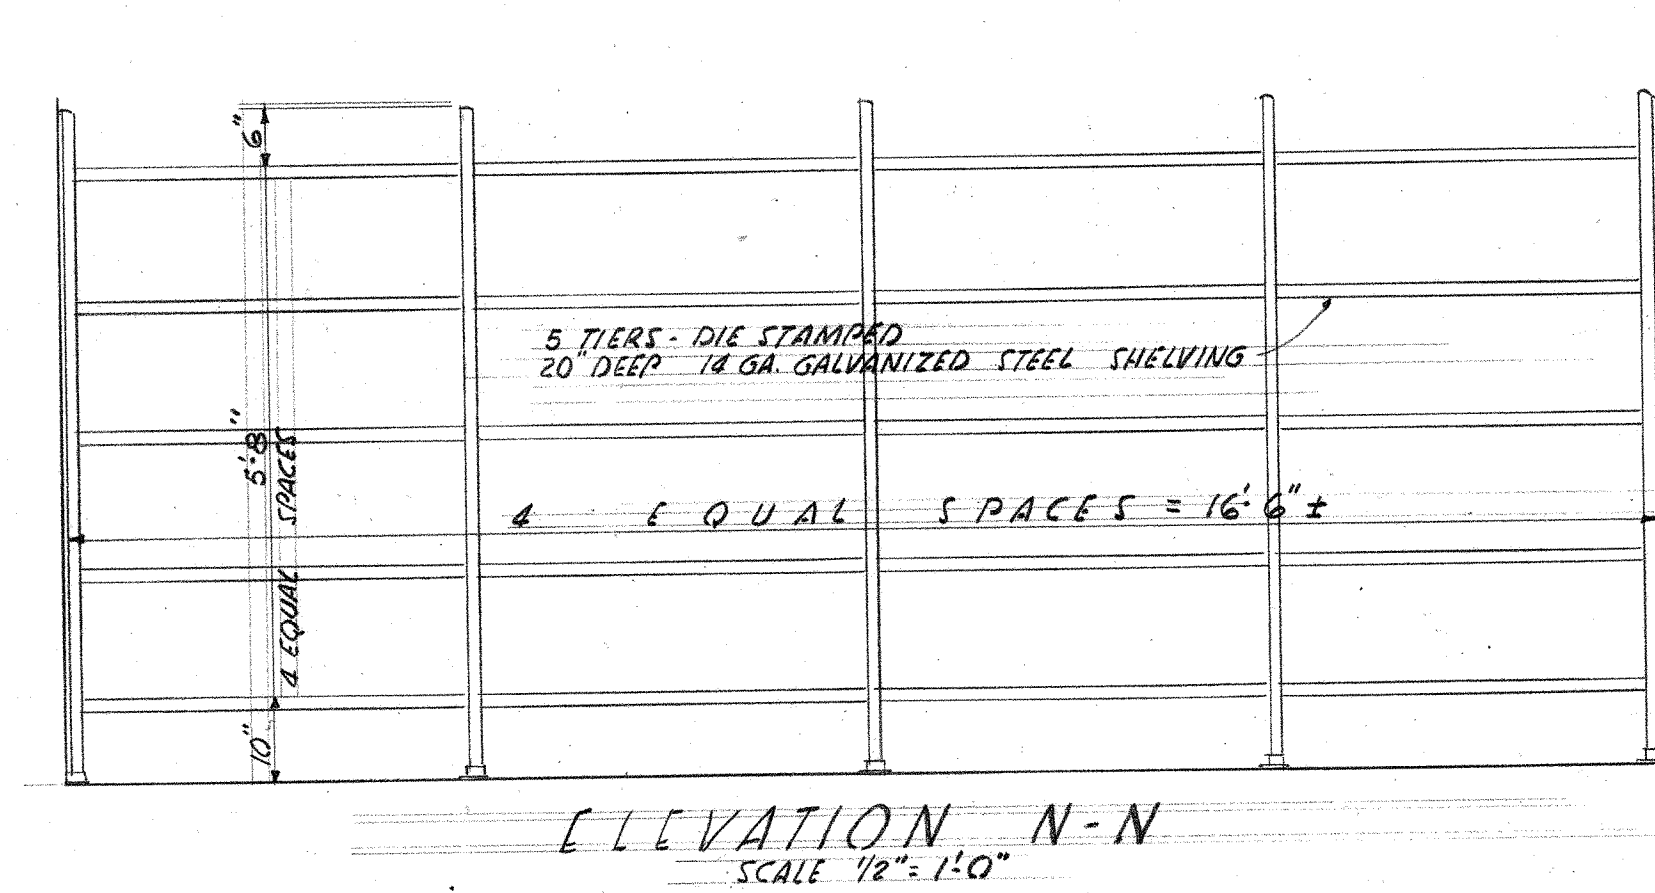 6"
5 TIERS - DIE STAMPED
20" DEEP 14 GA. GALVANIZED STEEL SHELVING
5'-8"
4 EQUAL SPACES
4 EQUAL SPACES = 16'-6" ±
10"
ELEVATION N-N
SCALE 1/2" = 1'-0"